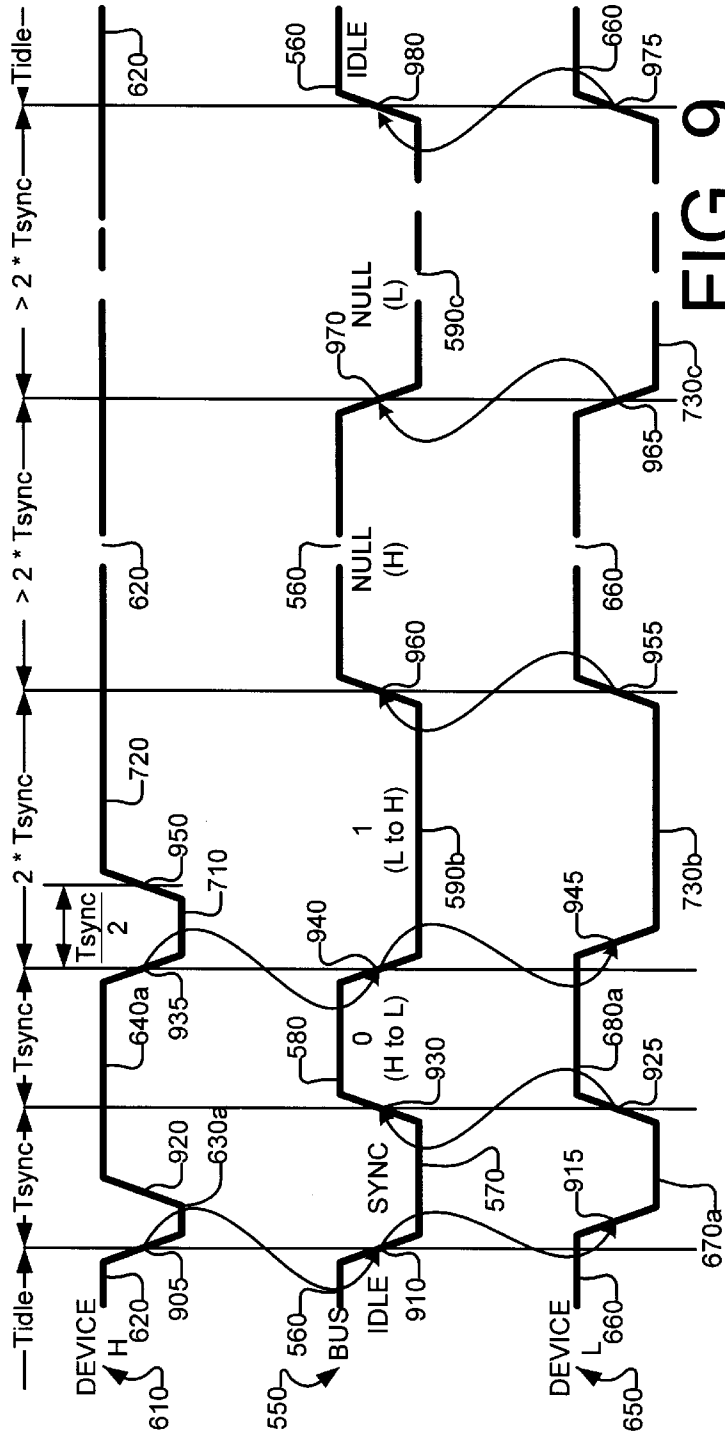 Tidle
Tsync
Tsync
2 * Tsync
> 2 * Tsync
> 2 * Tsync
Tidle
DEVICE
H
610
620
905
630a
920
640a
935
Tsync
2
710
950
720
620
620
550
BUS
560
IDLE
910
SYNC
570
930
580
0
(H to L)
940
1
(L to H)
590b
960
560
NULL
(H)
970
NULL
(L)
590c
560
IDLE
980
DEVICE
L
650
660
915
670a
925
680a
945
730b
955
660
965
730c
660
975
FIG 9